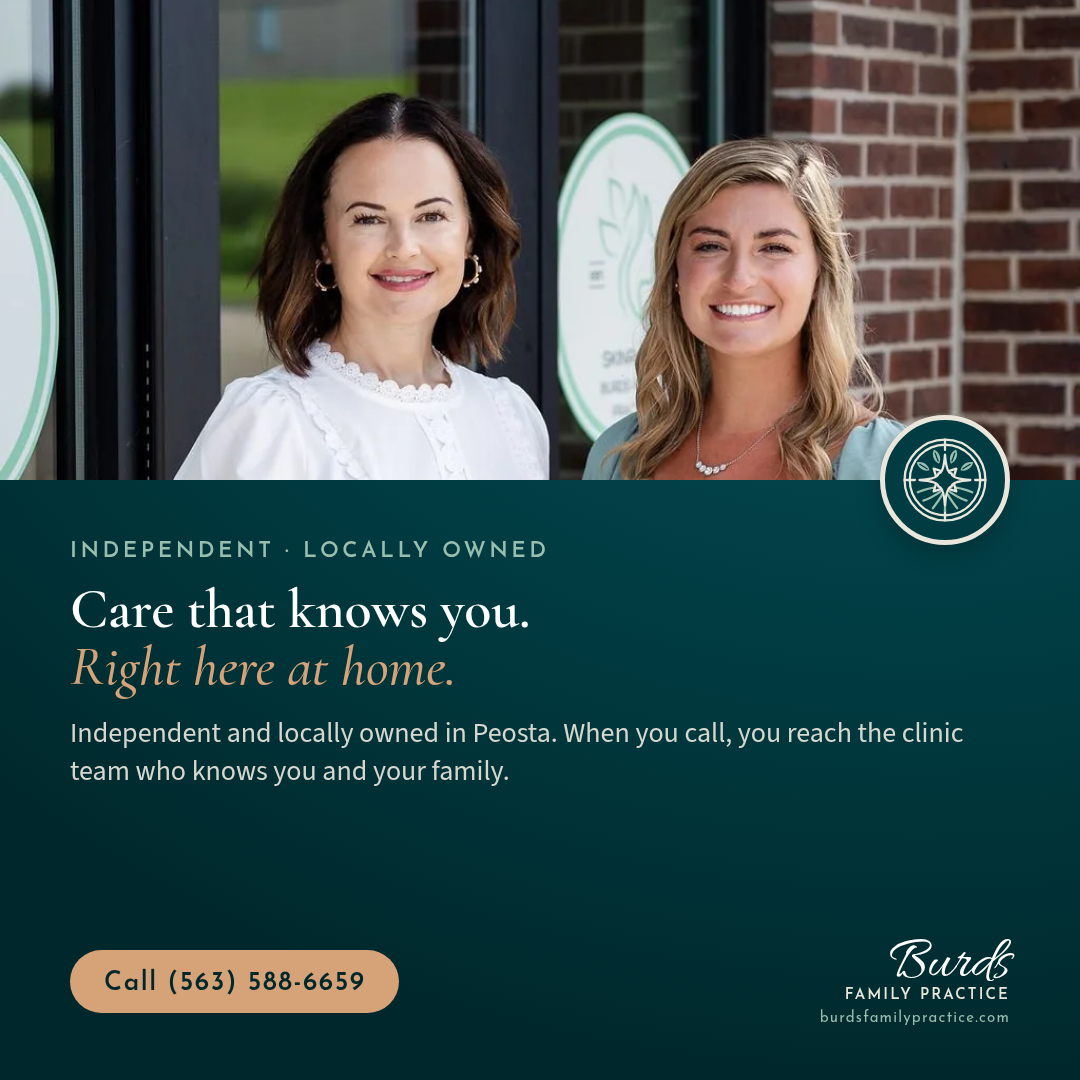 INDEPENDENT · LOCALLY OWNED
Care that knows you.
Right here at home.
Independent and locally owned in Peosta. When you call, you reach the clinic
team who knows you and your family.
Call (563) 588-6659
Burds
FAMILY PRACTICE
burdsfamilypractice.com